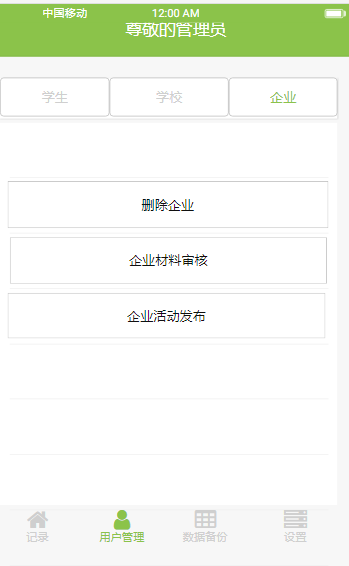 中国移动 12:00 AM
尊敬的管理员
学生 学校 企业
删除企业
企业材料审核
企业活动发布
记录 用户管理 数据备份 设置